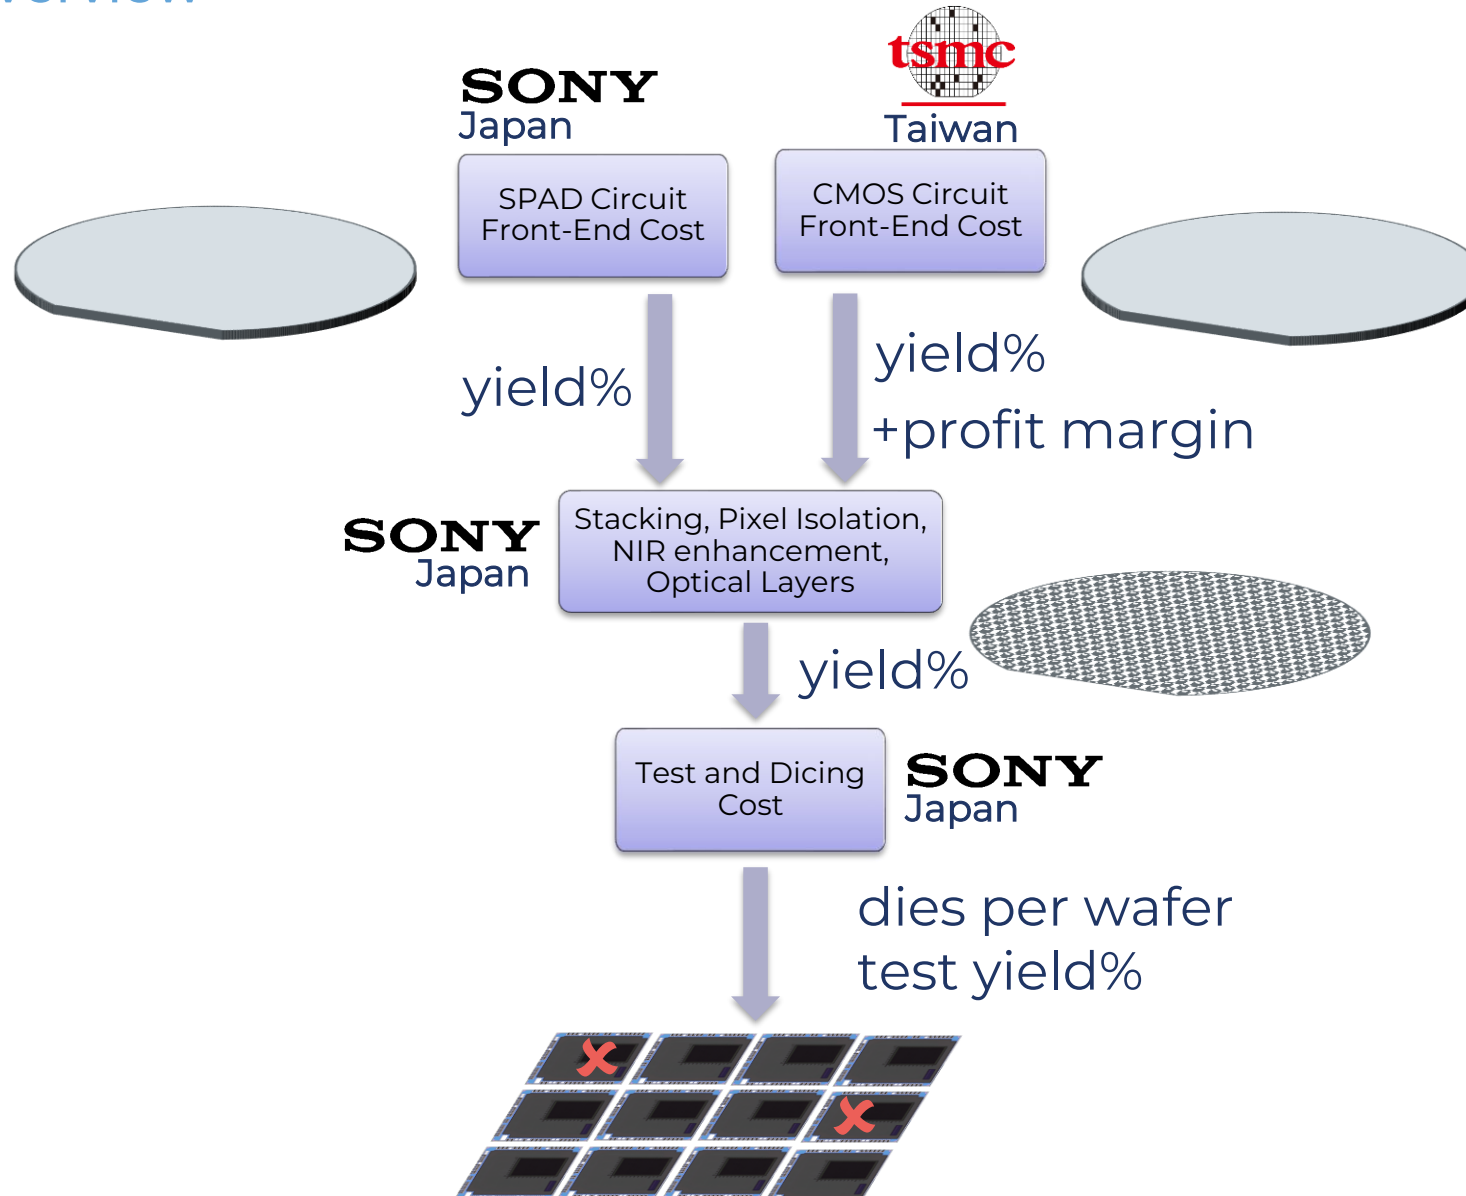 SONY
Japan
tsmc
Taiwan
SPAD Circuit
Front-End Cost
CMOS Circuit
Front-End Cost
yield%
yield%
+profit margin
SONY
Japan
Stacking, Pixel Isolation,
NIR enhancement,
Optical Layers
yield%
Test and Dicing
Cost
SONY
Japan
dies per wafer
test yield%